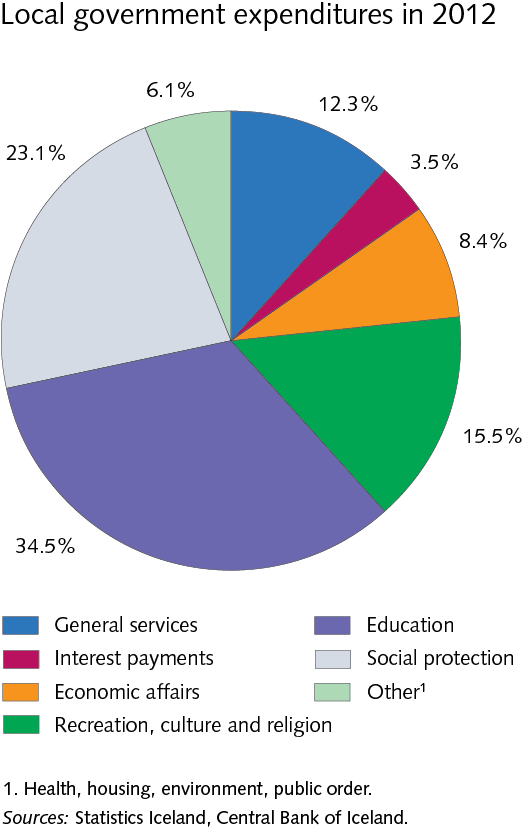 Local government expenditures in 2012
6.1%
12.3%
23.1%
3.5%
8.4%
15.5%
34.5%
General services
Education
Interest payments
Social protection
Economic affairs
Other¹
Recreation, culture and religion
1. Health, housing, environment, public order.
Sources: Statistics Iceland, Central Bank of Iceland.